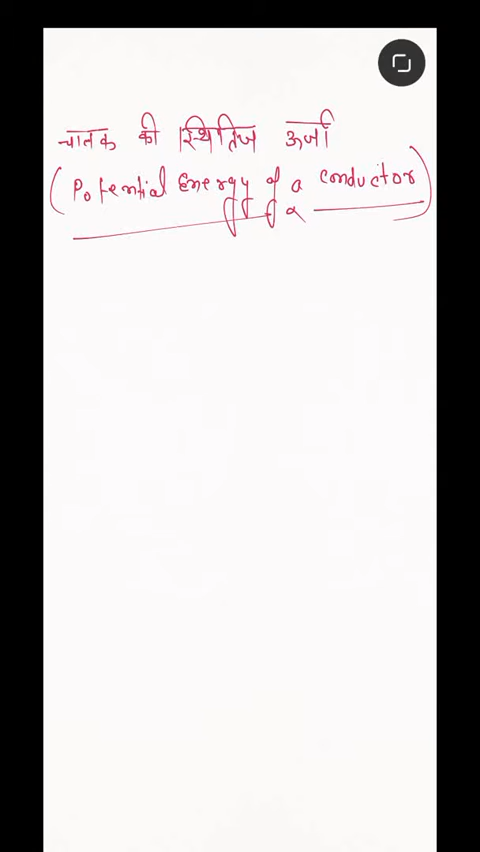 चालक की स्थितिज ऊर्जा
(Potential Energy of a conductor)